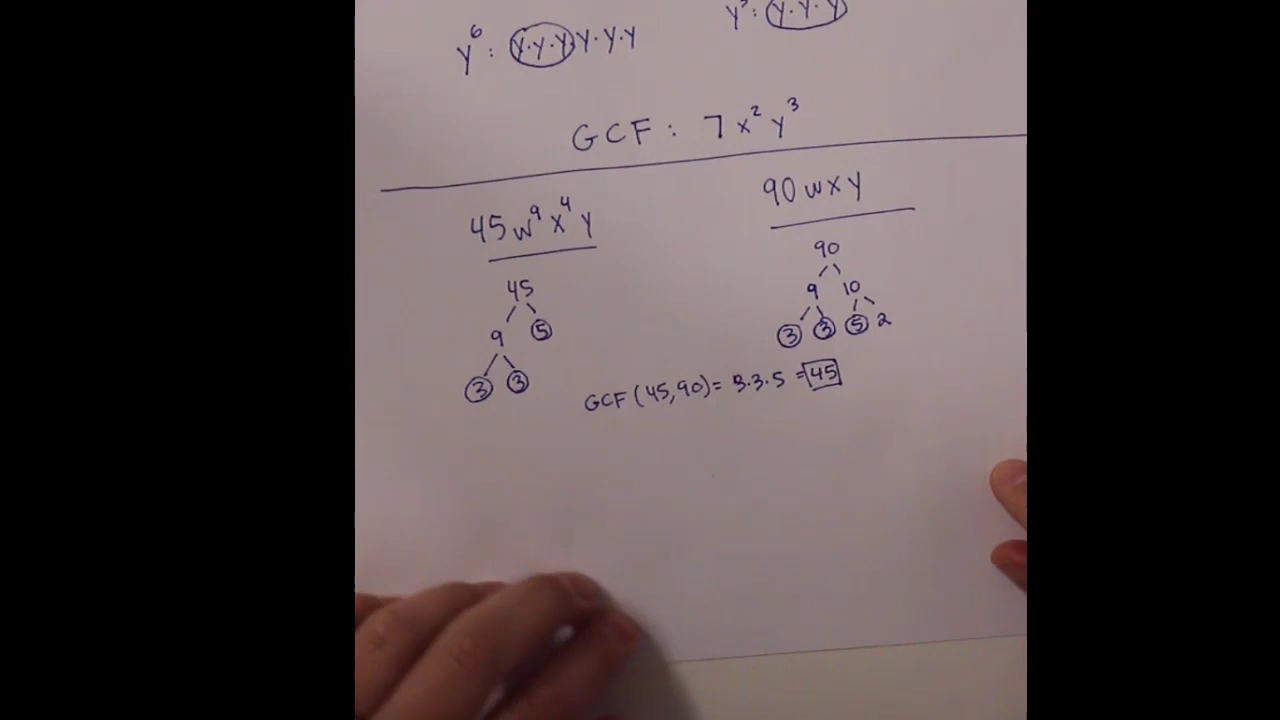 y⁶: y·y·y·y·y·y
y³: y·y·y
GCF: 7x²y³
45w⁹x⁴y
90wxy
45
9 5
3 3
90
9 10
3 3 5 2
GCF(45,90)= 3·3·5 = 45